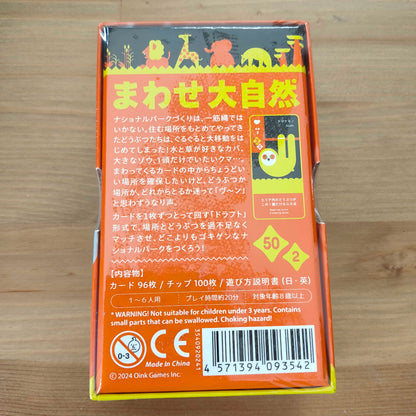 まわせ大自然
ナショナルパークづくりは、一筋縄では
いかない。住む場所をもとめてやってき
たどうぶつたちは、ぐるぐると大移動をは
じめてしまった!水と草が好きなカバ、
大きなゾウ、1頭だけでいたいクマ…
まわってくるカードの中からちょうどい
い場所を確保したいけど、どうぶつか場
所か、どれからとるか迷って「ヴ〜ン」
と思わずうなり声。
カードを1枚ずつとって回す「ドラフト」
形式で、場所とどうぶつを過不足なく
マッチさせ、どこよりもゴキゲンなナ
ショナルパークをつくろう!
50
2
【内容物】
カード 96枚 / チップ 100枚 / 遊び方説明書(日・英)
1〜6人用
プレイ時間約20分
対象年齢8歳以上
WARNING! Not suitable for children under 3 years. Contains
small parts that can be swallowed. Choking hazard!
0-3
CE
Made in China
© 2024 Oink Games Inc.
3540920241
4 571394 093542